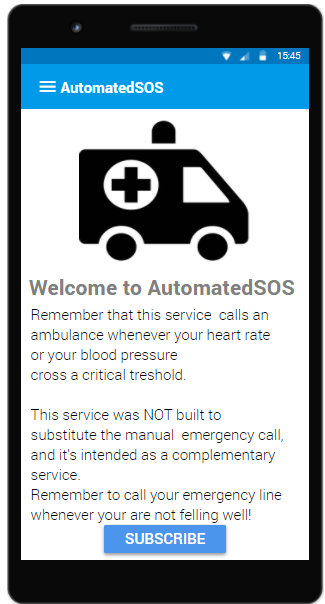 15:45
AutomatedSOS
Welcome to AutomatedSOS
Remember that this service calls an
ambulance whenever your heart rate
or your blood pressure
cross a critical treshold.
This service was NOT built to
substitute the manual emergency call,
and it's intended as a complementary
service.
Remember to call your emergency line
whenever your are not felling well!
SUBSCRIBE